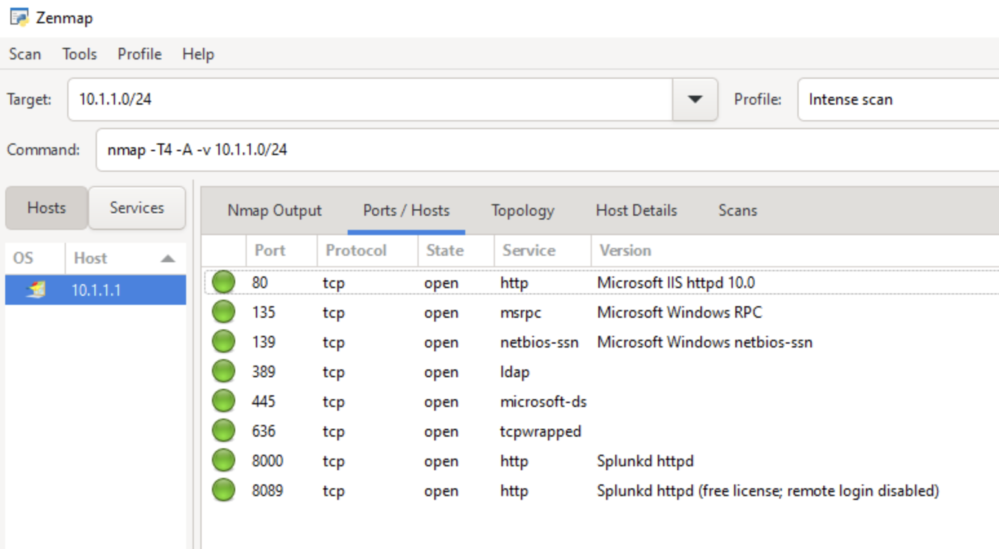 Zenmap
Scan Tools Profile Help
Target: 10.1.1.0/24 Profile: Intense scan
Command: nmap -T4 -A -v 10.1.1.0/24
Hosts Services
Nmap Output Ports / Hosts Topology Host Details Scans
OS Host
10.1.1.1
Port Protocol State Service Version
80 tcp open http Microsoft IIS httpd 10.0
135 tcp open msrpc Microsoft Windows RPC
139 tcp open netbios-ssn Microsoft Windows netbios-ssn
389 tcp open ldap
445 tcp open microsoft-ds
636 tcp open tcpwrapped
8000 tcp open http Splunkd httpd
8089 tcp open http Splunkd httpd (free license; remote login disabled)